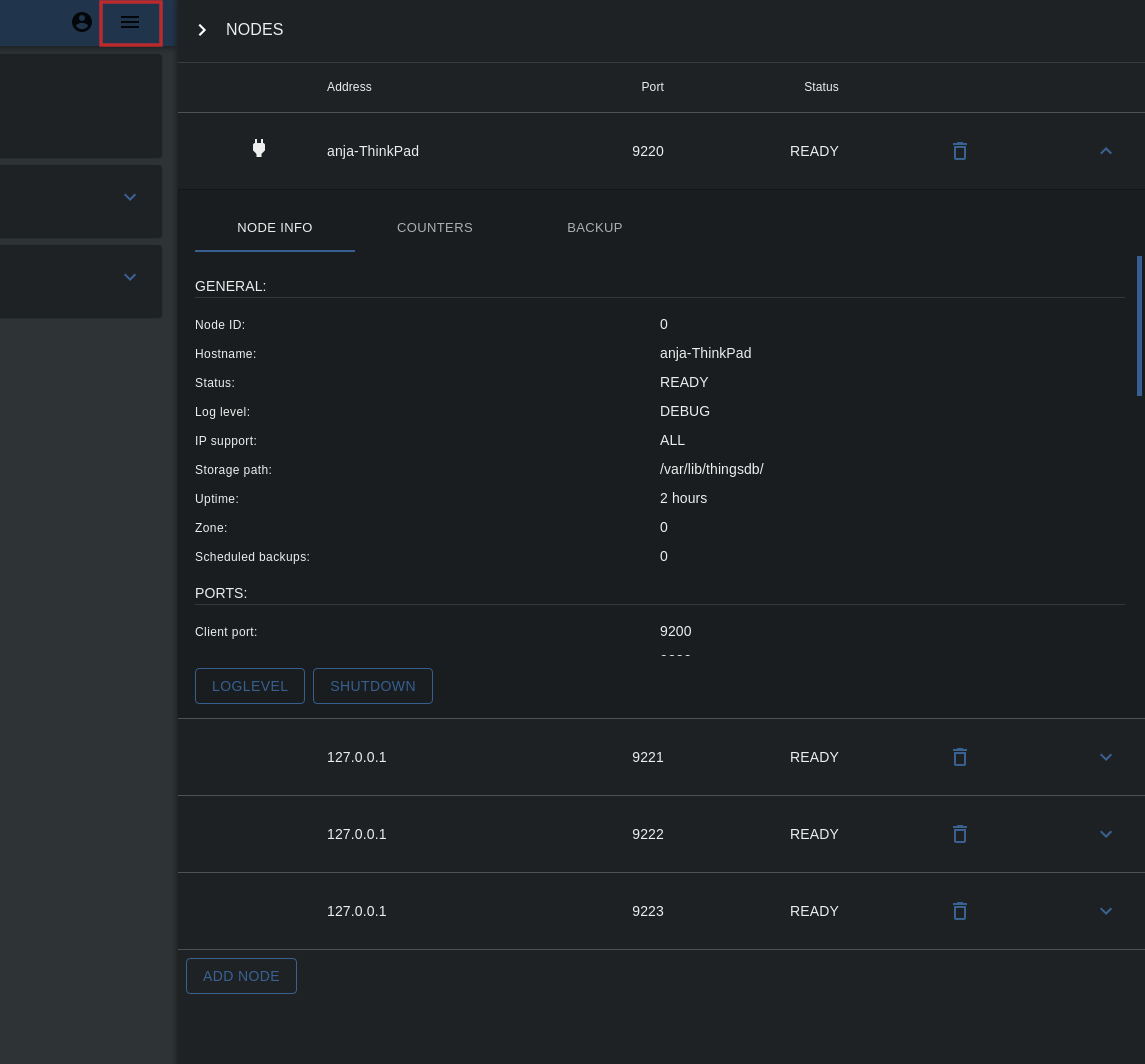 NODES
Address Port Status
anja-ThinkPad 9220 READY
NODE INFO COUNTERS BACKUP
GENERAL:
Node ID: 0
Hostname: anja-ThinkPad
Status: READY
Log level: DEBUG
IP support: ALL
Storage path: /var/lib/thingsdb/
Uptime: 2 hours
Zone: 0
Scheduled backups: 0
PORTS:
Client port: 9200
LOGLEVEL SHUTDOWN
127.0.0.1 9221 READY
127.0.0.1 9222 READY
127.0.0.1 9223 READY
ADD NODE